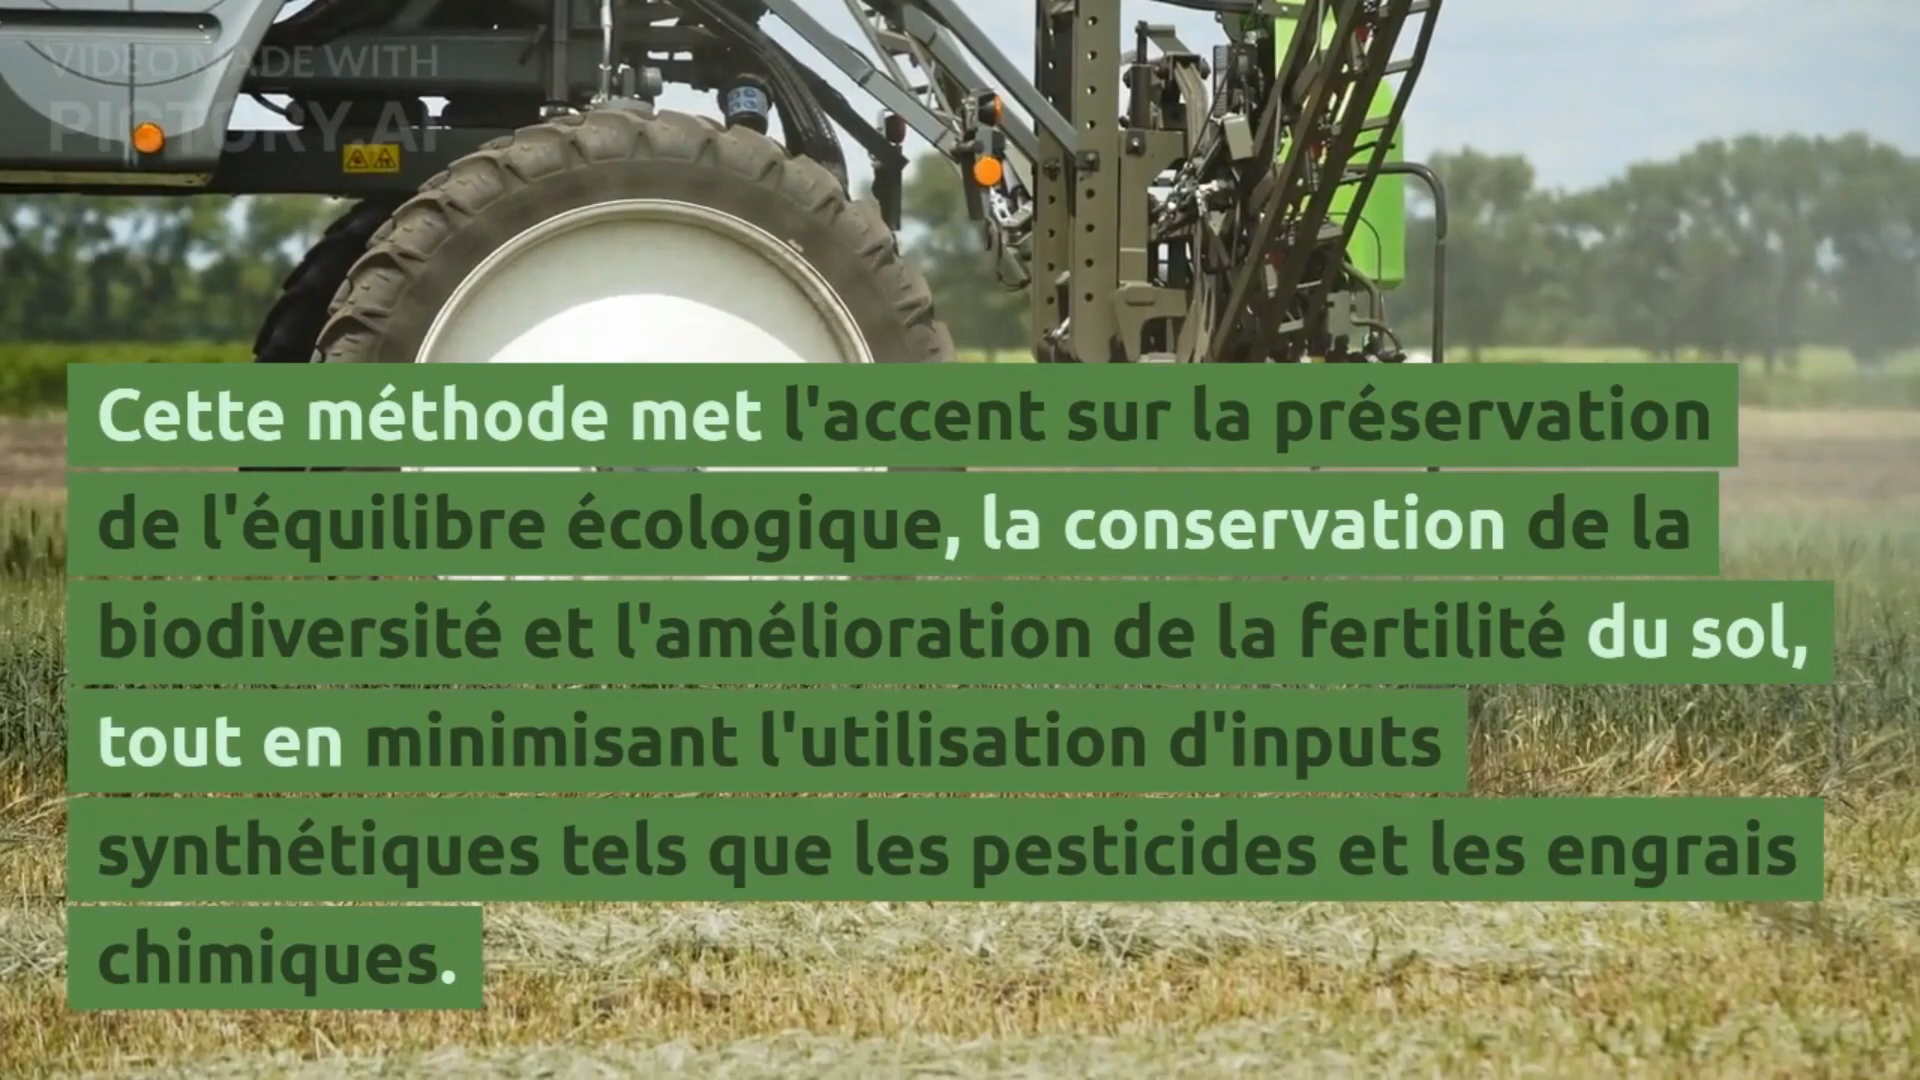 VIDEO MADE WITH
PICTORY.AI
Cette méthode met l'accent sur la préservation
de l'équilibre écologique, la conservation de la
biodiversité et l'amélioration de la fertilité du sol,
tout en minimisant l'utilisation d'inputs
synthétiques tels que les pesticides et les engrais
chimiques.